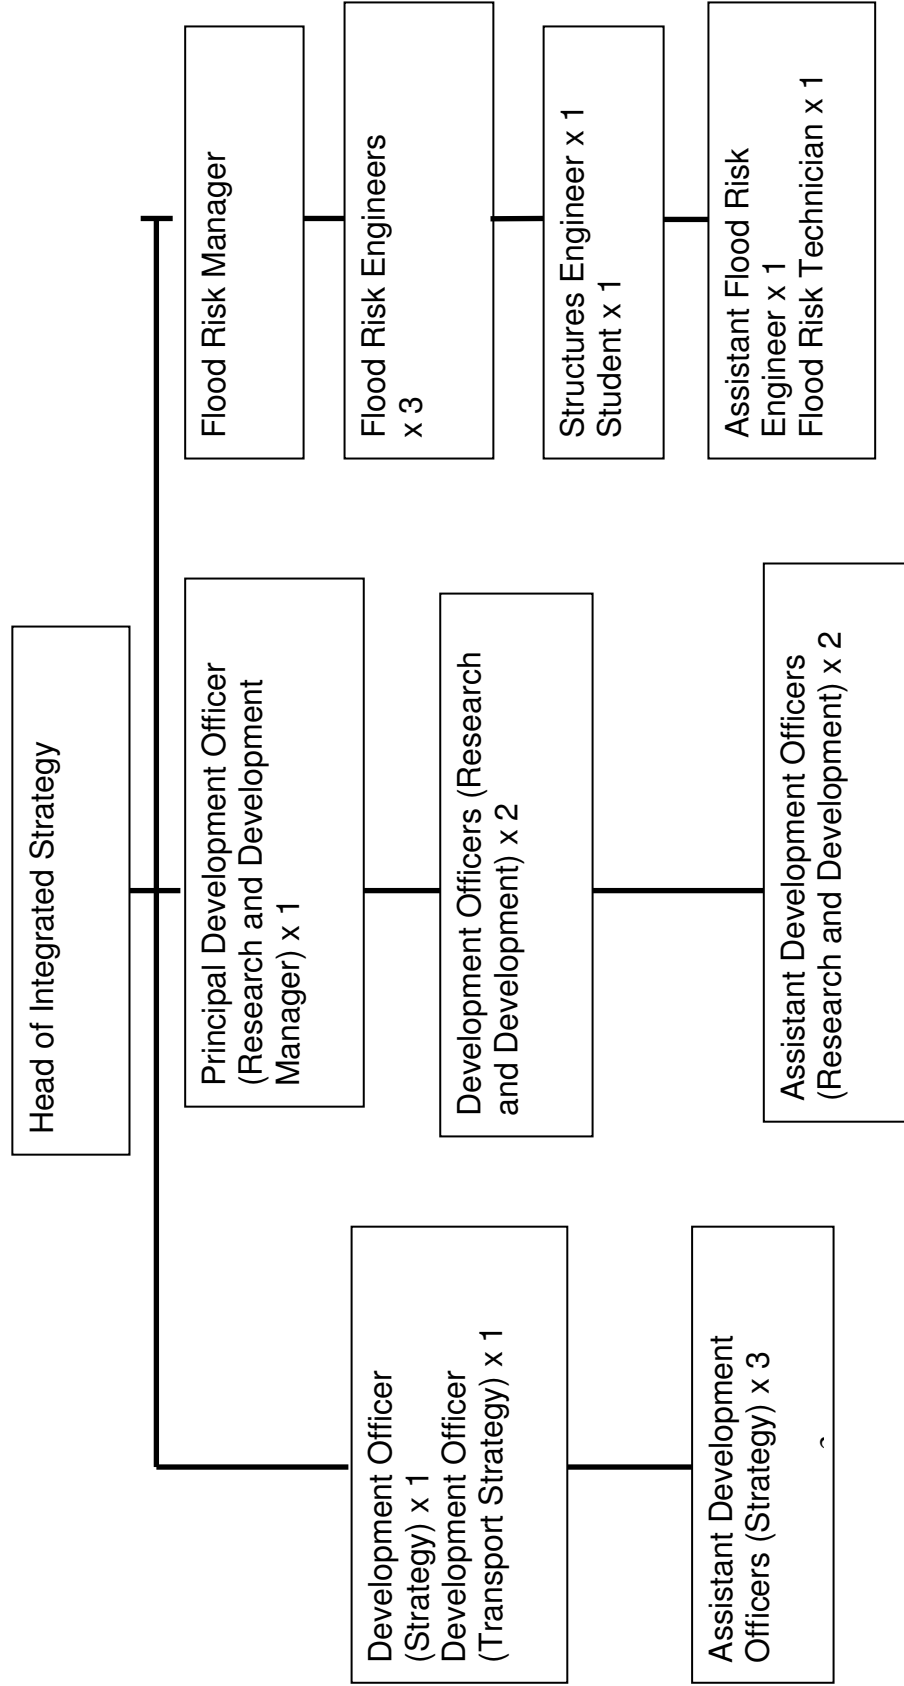 Head of Integrated Strategy
Development Officer
(Strategy) x 1
Development Officer
(Transport Strategy) x 1
Assistant Development
Officers (Strategy) x 3
Principal Development Officer
(Research and Development
Manager) x 1
Development Officers (Research
and Development) x 2
Assistant Development Officers
(Research and Development) x 2
Flood Risk Manager
Flood Risk Engineers
x 3
Structures Engineer x 1
Student x 1
Assistant Flood Risk
Engineer x 1
Flood Risk Technician x 1